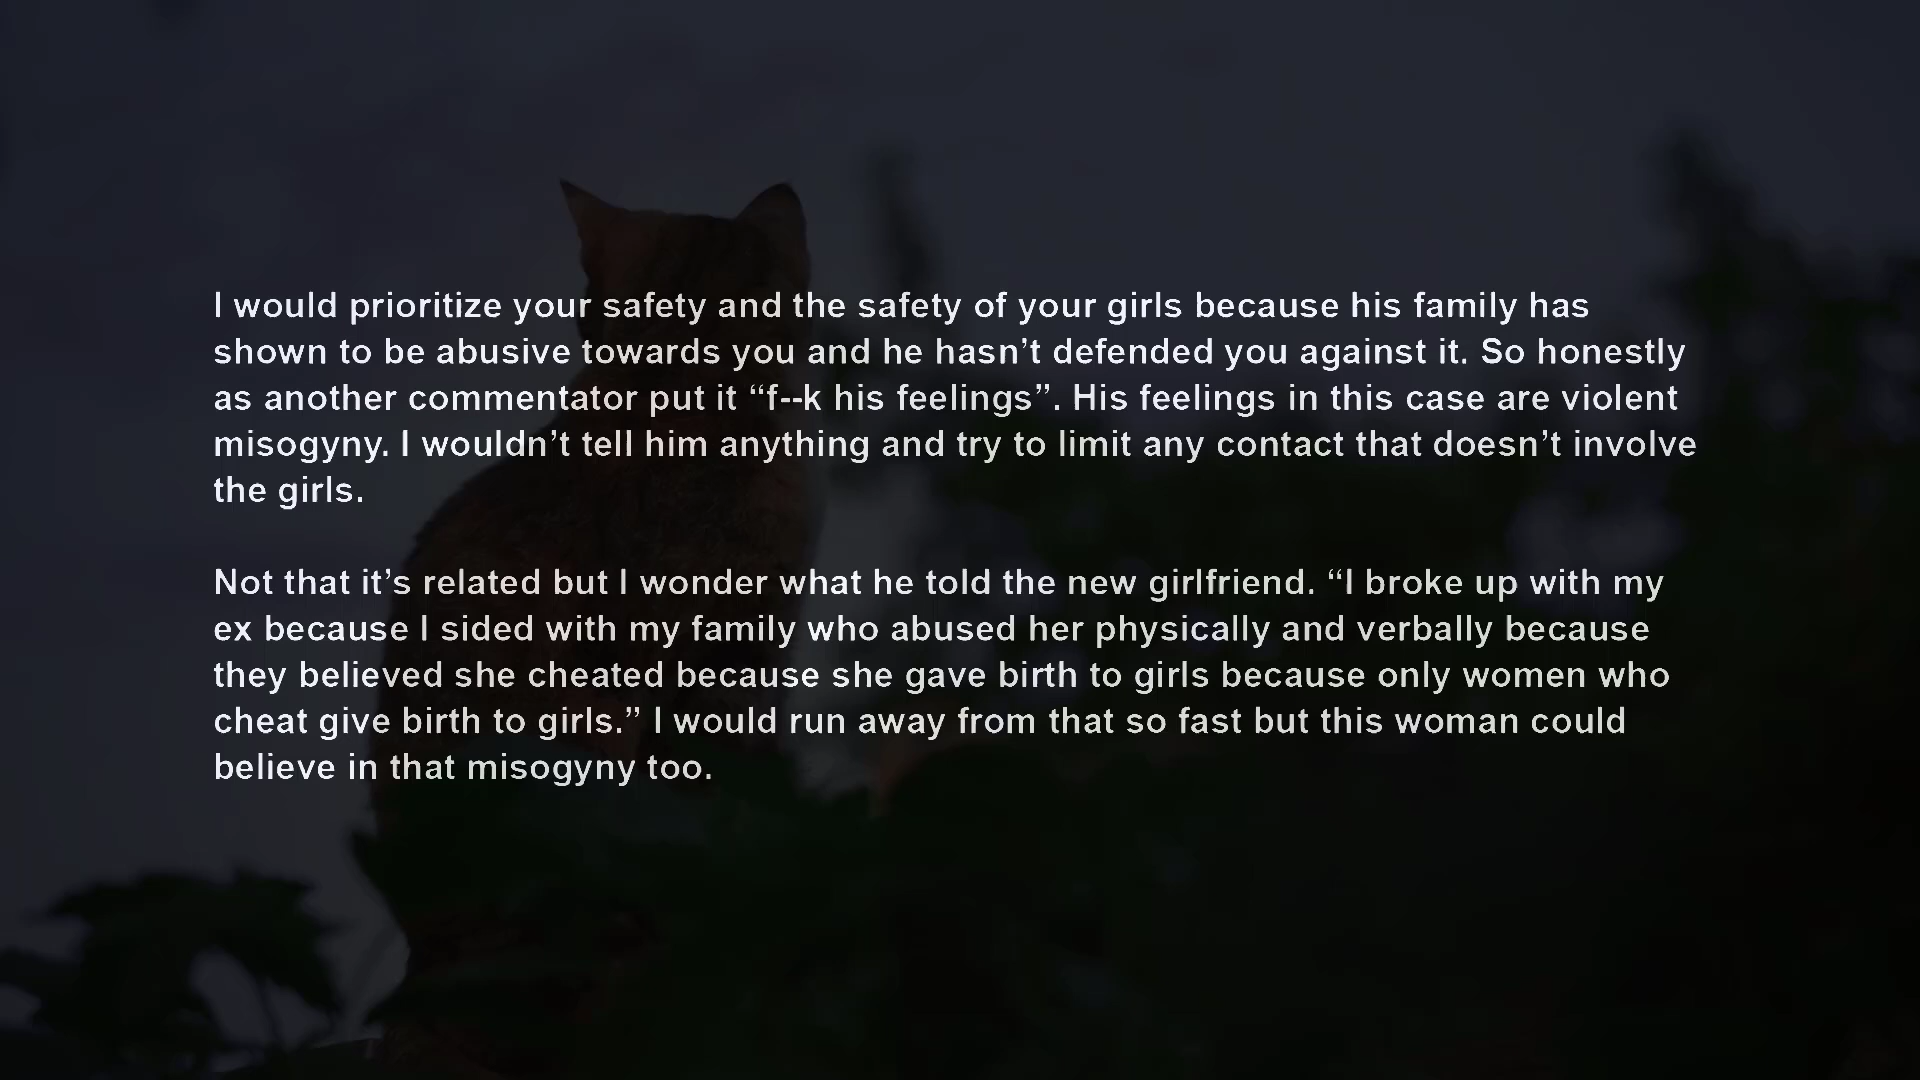 I would prioritize your safety and the safety of your girls because his family has
shown to be abusive towards you and he hasn’t defended you against it. So honestly
as another commentator put it “f--k his feelings”. His feelings in this case are violent
misogyny. I wouldn’t tell him anything and try to limit any contact that doesn’t involve
the girls.
Not that it’s related but I wonder what he told the new girlfriend. “I broke up with my
ex because I sided with my family who abused her physically and verbally because
they believed she cheated because she gave birth to girls because only women who
cheat give birth to girls.” I would run away from that so fast but this woman could
believe in that misogyny too.